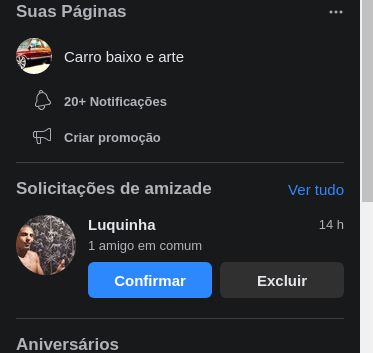 Suas Páginas
Carro baixo e arte
20+ Notificações
Criar promoção
Solicitações de amizade
Ver tudo
Luquinha
14 h
1 amigo em comum
Confirmar
Excluir
Aniversários